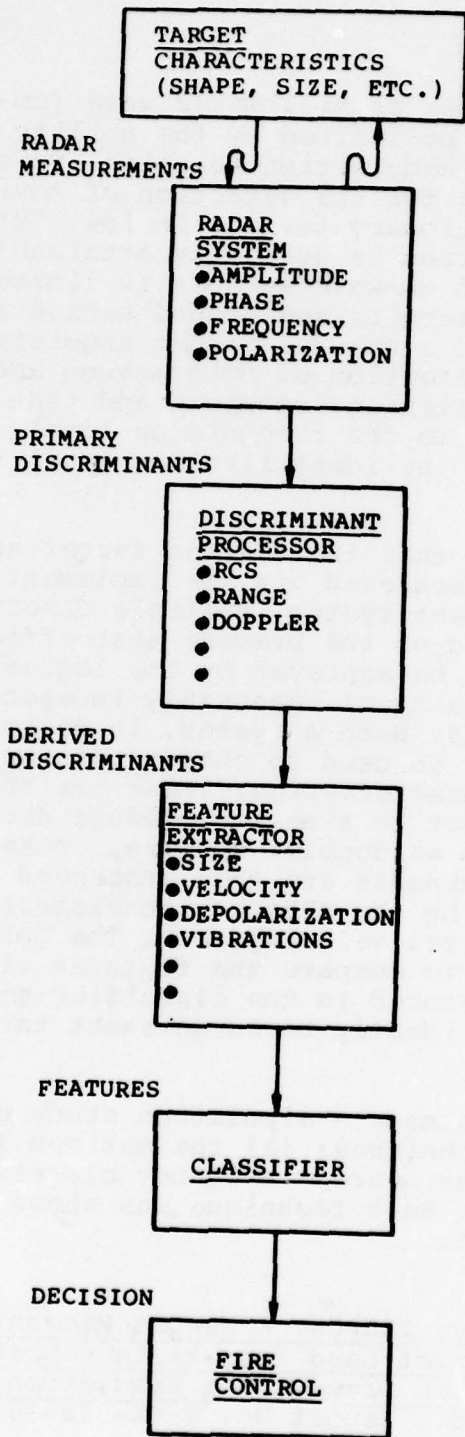 TARGET
CHARACTERISTICS
(SHAPE, SIZE, ETC.)
RADAR
MEASUREMENTS
RADAR
SYSTEM
●AMPLITUDE
●PHASE
●FREQUENCY
●POLARIZATION
PRIMARY
DISCRIMINANTS
DISCRIMINANT
PROCESSOR
●RCS
●RANGE
●DOPPLER
●
●
DERIVED
DISCRIMINANTS
FEATURE
EXTRACTOR
●SIZE
●VELOCITY
●DEPOLARIZATION
●VIBRATIONS
●
●
FEATURES
CLASSIFIER
DECISION
FIRE
CONTROL